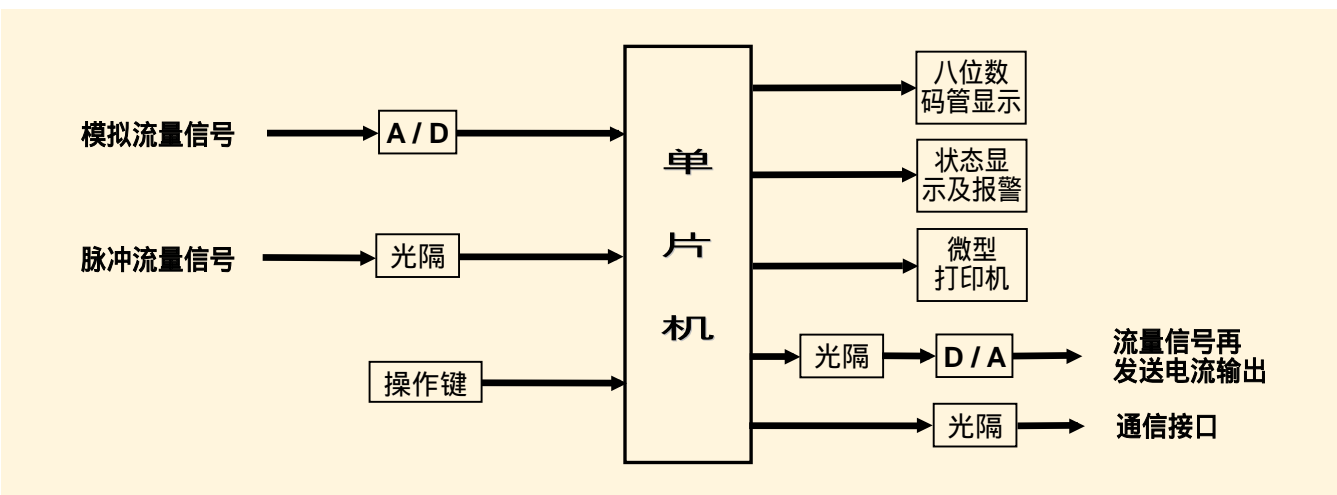 模拟流量信号
A / D
脉冲流量信号
光隔
操作键
单
片
机
八位数
码管显示
状态显
示及报警
微型
打印机
光隔
D / A
流量信号再
发送电流输出
光隔
通信接口